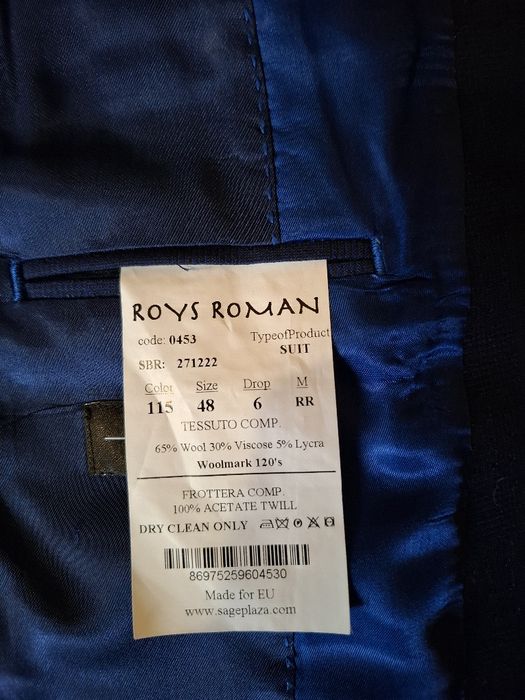 ROYS ROMAN
code: 0453 TypeofProduct
SUIT
SBR: 271222
Color Size Drop M
115 48 6 RR
TESSUTO COMP.
65% Wool 30% Viscose 5% Lycra
Woolmark 120's
FROTTERA COMP.
100% ACETATE TWILL
DRY CLEAN ONLY
86975259604530
Made for EU
www.sageplaza.com